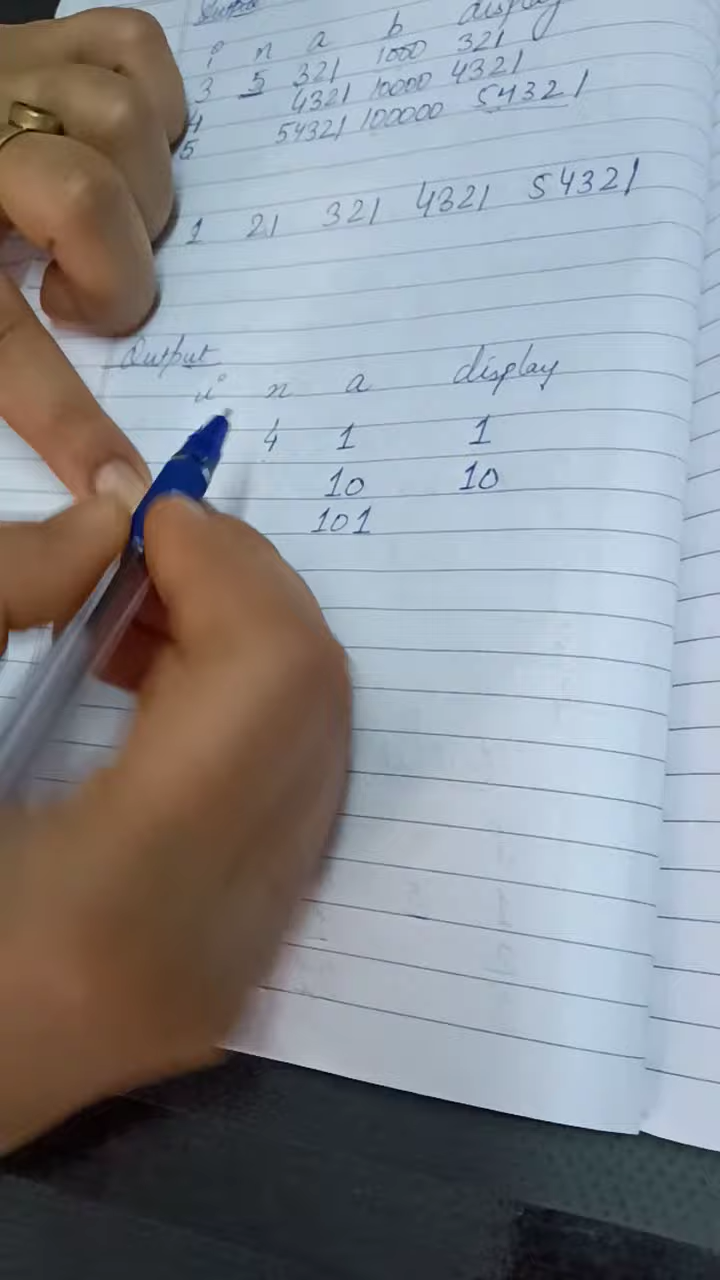 Output
i n a b display
3 5 321 1000 321
4 4321 10000 4321
5 54321 100000 54321
1 21 321 4321 54321
Output
i n a display
4 1 1
10 10
101